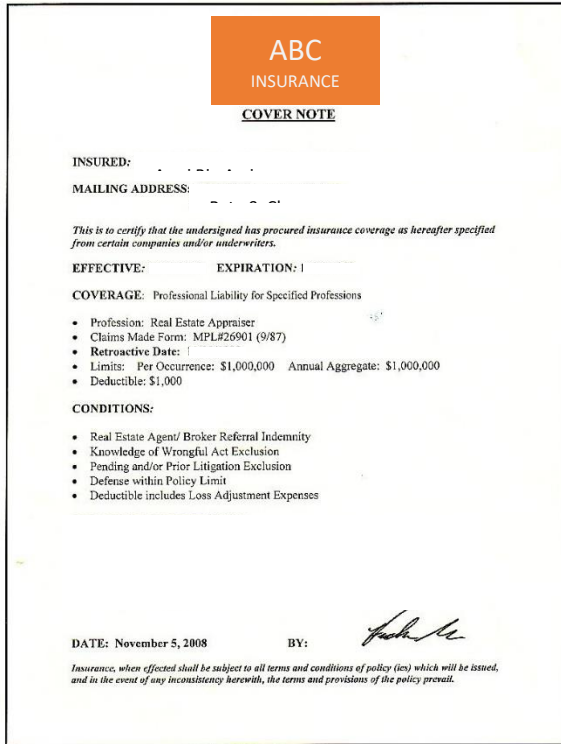 ABC
INSURANCE
COVER NOTE
INSURED:
MAILING ADDRESS:
This is to certify that the undersigned has procured insurance coverage as hereafter specified
from certain companies and/or underwriters.
EFFECTIVE: EXPIRATION:
COVERAGE: Professional Liability for Specified Professions
• Profession: Real Estate Appraiser
• Claims Made Form: MPL#26901 (9/87)
• Retroactive Date:
• Limits: Per Occurrence: $1,000,000 Annual Aggregate: $1,000,000
• Deductible: $1,000
CONDITIONS:
• Real Estate Agent/ Broker Referral Indemnity
• Knowledge of Wrongful Act Exclusion
• Pending and/or Prior Litigation Exclusion
• Defense within Policy Limit
• Deductible includes Loss Adjustment Expenses
DATE: November 5, 2008 BY:
Insurance, when effected shall be subject to all terms and conditions of policy (ies) which will be issued,
and in the event of any inconsistency herewith, the terms and provisions of the policy prevail.